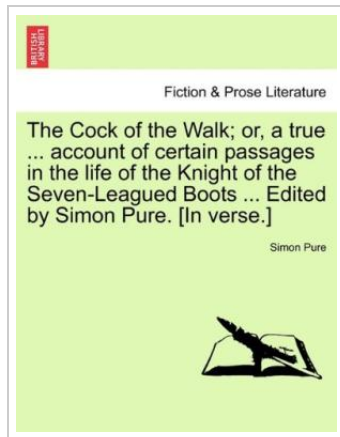 BRITISH
LIBRARY
Fiction & Prose Literature
The Cock of the Walk; or, a true
... account of certain passages
in the life of the Knight of the
Seven-Leagued Boots ... Edited
by Simon Pure. [In verse.]
Simon Pure